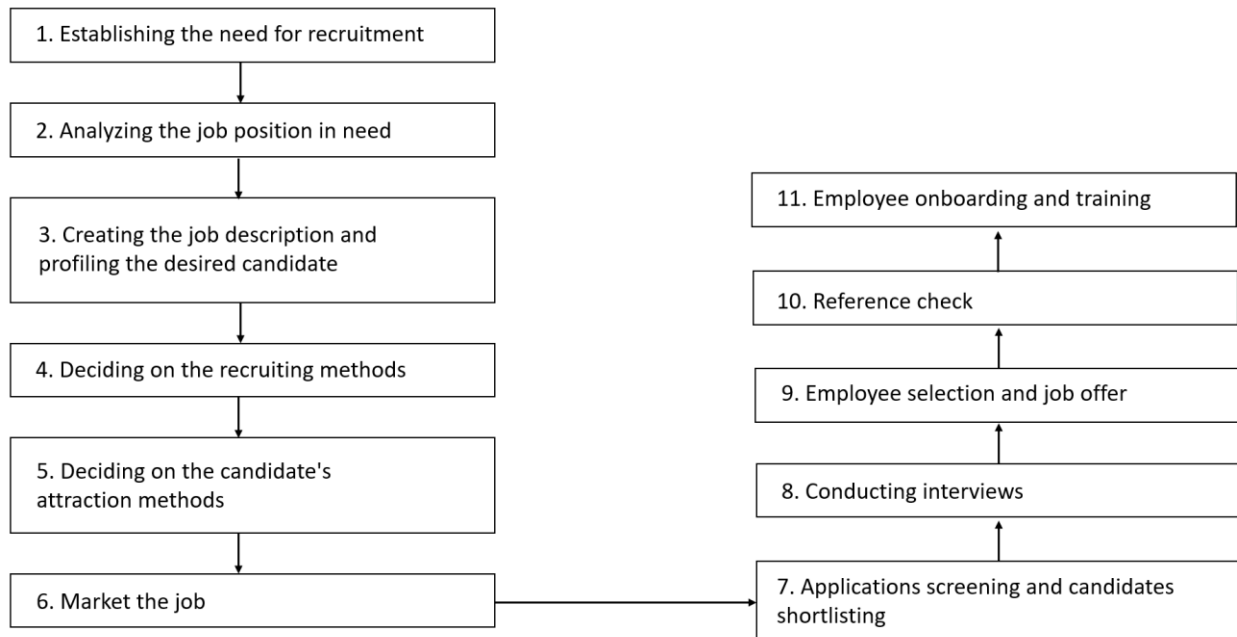 1. Establishing the need for recruitment
2. Analyzing the job position in need
3. Creating the job description and
profiling the desired candidate
4. Deciding on the recruiting methods
5. Deciding on the candidate's
attraction methods
6. Market the job
7. Applications screening and candidates
shortlisting
8. Conducting interviews
9. Employee selection and job offer
10. Reference check
11. Employee onboarding and training